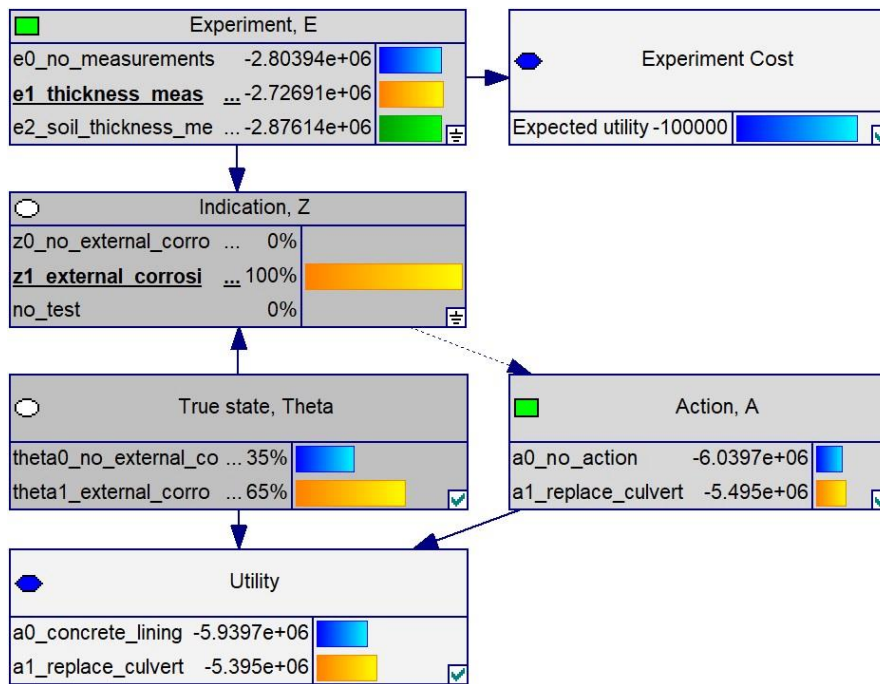 Experiment, E
e0_no_measurements -2.80394e+06
e1_thickness_meas ...-2.72691e+06
e2_soil_thickness_me ...-2.87614e+06
Experiment Cost
Expected utility -100000
Indication, Z
z0_no_external_corro ... 0%
z1_external_corrosi ... 100%
no_test 0%
True state, Theta
theta0_no_external_co ... 35%
theta1_external_corro ... 65%
Action, A
a0_no_action -6.0397e+06
a1_replace_culvert -5.495e+06
Utility
a0_concrete_lining -5.9397e+06
a1_replace_culvert -5.395e+06